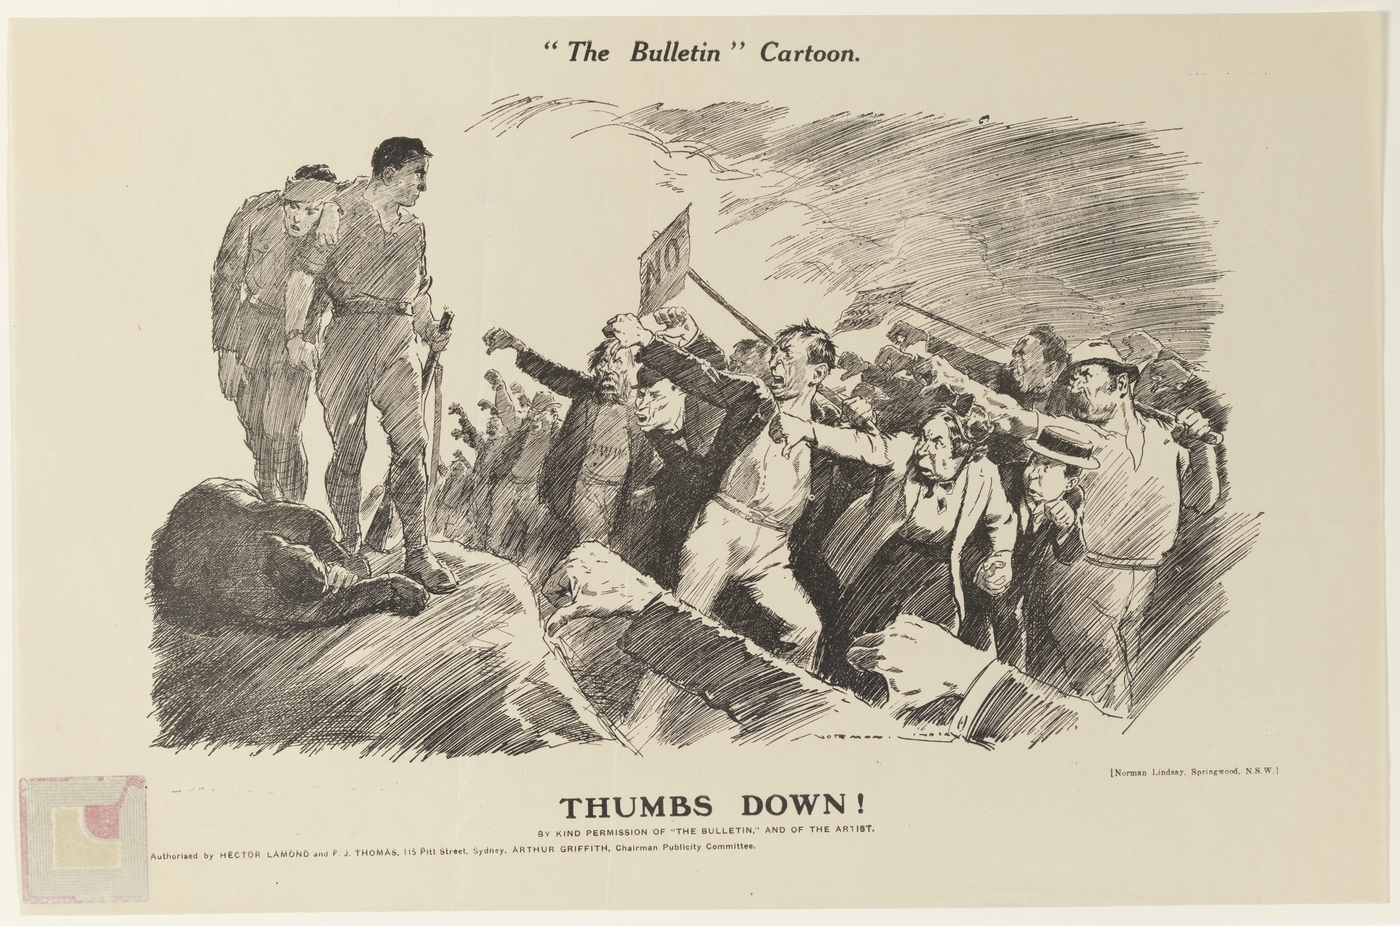 “The Bulletin” Cartoon.
NO
[Norman Lindsay, Springwood, N.S.W.]
THUMBS DOWN!
BY KIND PERMISSION OF “THE BULLETIN,” AND OF THE ARTIST.
Authorised by HECTOR LAMOND and F. J. THOMAS, 115 Pitt Street, Sydney, ARTHUR GRIFFITH, Chairman Publicity Committee.